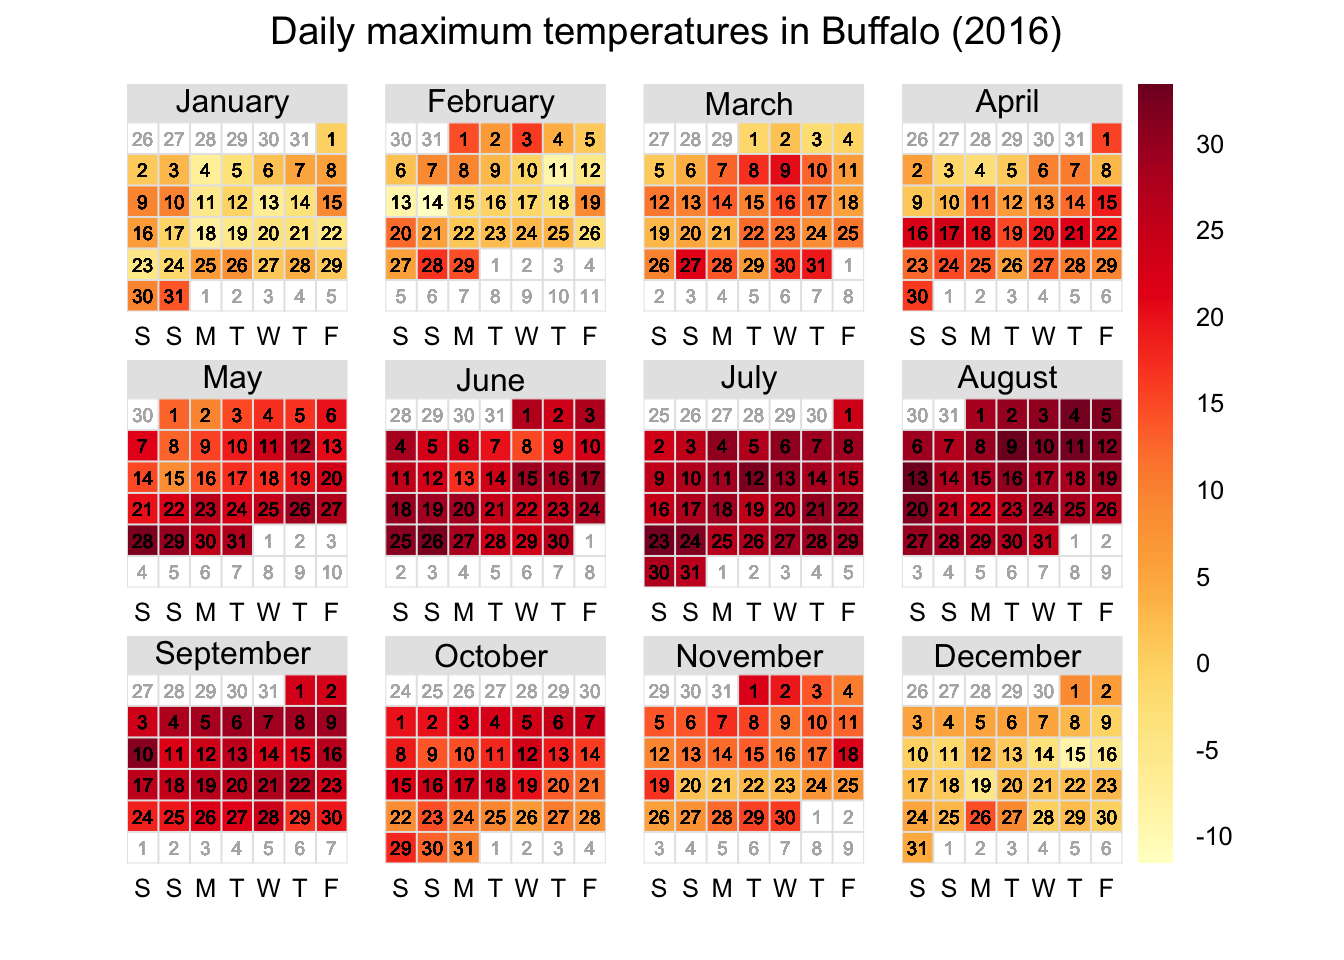 Daily maximum temperatures in Buffalo (2016)
January February March April
26 27 28 29 30 31 1 30 31 1 2 3 4 5 27 28 29 1 2 3 4 26 27 28 29 30 31 1
2 3 4 5 6 7 8 6 7 8 9 10 11 12 5 6 7 8 9 10 11 2 3 4 5 6 7 8
9 10 11 12 13 14 15 13 14 15 16 17 18 19 12 13 14 15 16 17 18 9 10 11 12 13 14 15
16 17 18 19 20 21 22 20 21 22 23 24 25 26 19 20 21 22 23 24 25 16 17 18 19 20 21 22
23 24 25 26 27 28 29 27 28 29 1 2 3 4 26 27 28 29 30 31 1 23 24 25 26 27 28 29
30 31 1 2 3 4 5 5 6 7 8 9 10 11 2 3 4 5 6 7 8 30 1 2 3 4 5 6
S S M T W T F S S M T W T F S S M T W T F S S M T W T F
May June July August
30 1 2 3 4 5 6 28 29 30 31 1 2 3 25 26 27 28 29 30 1 30 31 1 2 3 4 5
7 8 9 10 11 12 13 4 5 6 7 8 9 10 2 3 4 5 6 7 8 6 7 8 9 10 11 12
14 15 16 17 18 19 20 11 12 13 14 15 16 17 9 10 11 12 13 14 15 13 14 15 16 17 18 19
21 22 23 24 25 26 27 18 19 20 21 22 23 24 16 17 18 19 20 21 22 20 21 22 23 24 25 26
28 29 30 31 1 2 3 25 26 27 28 29 30 1 23 24 25 26 27 28 29 27 28 29 30 31 1 2
4 5 6 7 8 9 10 2 3 4 5 6 7 8 30 31 1 2 3 4 5 3 4 5 6 7 8 9
S S M T W T F S S M T W T F S S M T W T F S S M T W T F
September October November December
27 28 29 30 31 1 2 24 25 26 27 28 29 30 29 30 31 1 2 3 4 26 27 28 29 30 1 2
3 4 5 6 7 8 9 1 2 3 4 5 6 7 5 6 7 8 9 10 11 3 4 5 6 7 8 9
10 11 12 13 14 15 16 8 9 10 11 12 13 14 12 13 14 15 16 17 18 10 11 12 13 14 15 16
17 18 19 20 21 22 23 15 16 17 18 19 20 21 19 20 21 22 23 24 25 17 18 19 20 21 22 23
24 25 26 27 28 29 30 22 23 24 25 26 27 28 26 27 28 29 30 1 2 24 25 26 27 28 29 30
1 2 3 4 5 6 7 29 30 31 1 2 3 4 3 4 5 6 7 8 9 31 1 2 3 4 5 6
S S M T W T F S S M T W T F S S M T W T F S S M T W T F
30
25
20
15
10
5
0
-5
-10